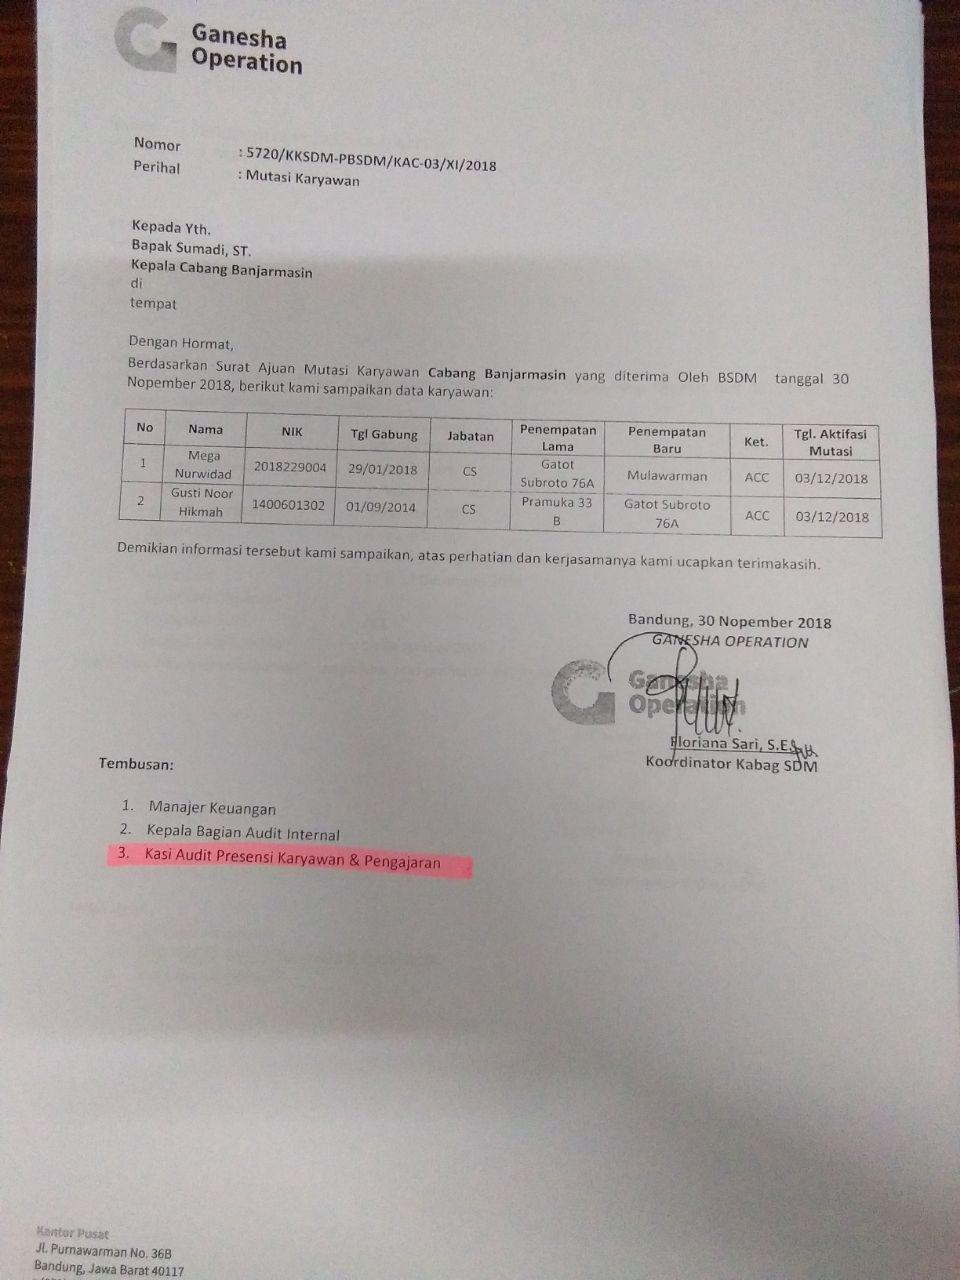 Ganesha
Operation
Nomor : 5720/KKSDM-PBSDM/KAC-03/XI/2018
Perihal : Mutasi Karyawan
Kepada Yth.
Bapak Sumadi, ST.
Kepala Cabang Banjarmasin
di
tempat
Dengan Hormat,
Berdasarkan Surat Ajuan Mutasi Karyawan Cabang Banjarmasin yang diterima Oleh BSDM tanggal 30
Nopember 2018, berikut kami sampaikan data karyawan:
No Nama NIK Tgl Gabung Jabatan Penempatan Lama Penempatan Baru Ket. Tgl. Aktifasi Mutasi
1 Mega Nurwidad 2018229004 29/01/2018 CS Gatot Subroto 76A Mulawarman ACC 03/12/2018
2 Gusti Noor Hikmah 1400601302 01/09/2014 CS Pramuka 33 B Gatot Subroto 76A ACC 03/12/2018
Demikian informasi tersebut kami sampaikan, atas perhatian dan kerjasamanya kami ucapkan terimakasih.
Bandung, 30 Nopember 2018
GANESHA OPERATION
Ganesha
Operation
Floriana Sari, S.E
Koordinator Kabag SDM
Tembusan:
1. Manajer Keuangan
2. Kepala Bagian Audit Internal
3. Kasi Audit Presensi Karyawan & Pengajaran
Kantor Pusat
Jl. Purnawarman No. 36B
Bandung, Jawa Barat 40117